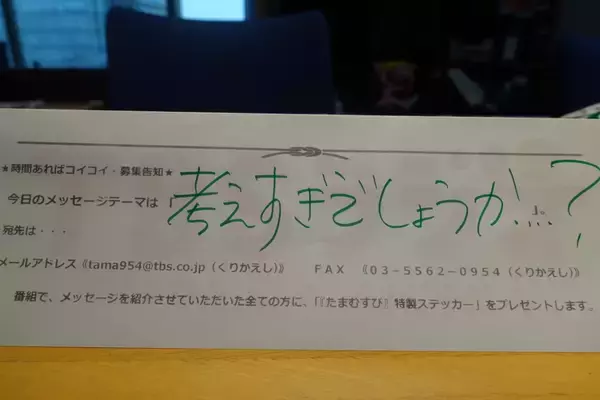 ★時間あればコイコイ・募集告知★
今日のメッセージテーマは「考えすぎでしょうか…?
宛先は・・・
メールアドレス《tama954@tbs.co.jp（くりかえし）》　ＦＡＸ　《０３－５５６２－０９５４（くりかえし）》
番組で、メッセージを紹介させていただいた全ての方に、「『たまむすび』特製ステッカー」をプレゼントします。